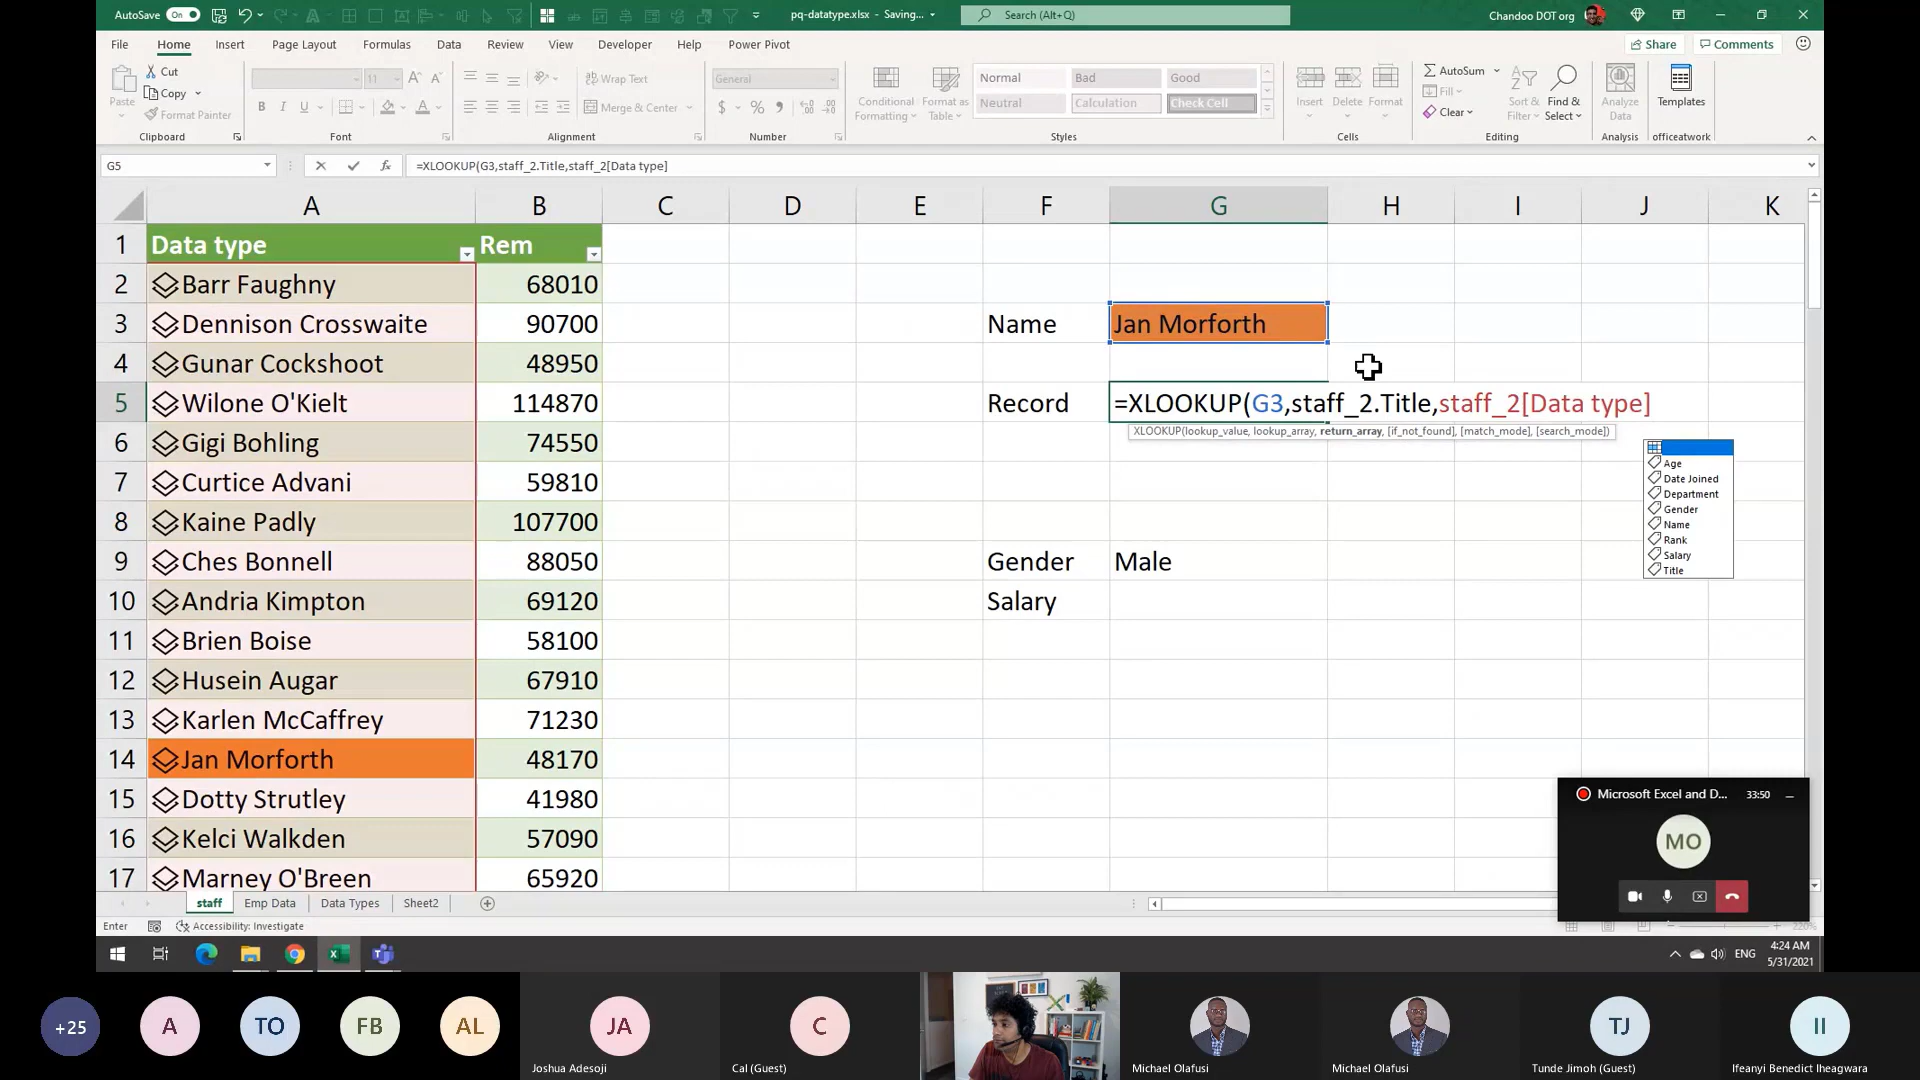 AutoSave On pq-datatype.xlsx - Saving... Search (Alt+Q) Chandoo DOT org
File Home Insert Page Layout Formulas Data Review View Developer Help Power Pivot Share Comments
Paste Cut Copy Format Painter
11 Wrap Text Merge & Center
General
Conditional Formatting Format as Table
Normal Bad Good
Neutral Calculation Check Cell
Insert Delete Format
AutoSum Fill Clear
Sort & Filter Find & Select
Analyze Data
Templates
Clipboard Font Alignment Number Styles Cells Editing Analysis officeatwork
G5 =XLOOKUP(G3,staff_2.Title,staff_2[Data type]
A B C D E F G H I J K
1 Data type Rem
2 Barr Faughny 68010
3 Dennison Crosswaite 90700 Name Jan Morforth
4 Gunar Cockshoot 48950
5 Wilone O'Kielt 114870 Record =XLOOKUP(G3,staff_2.Title,staff_2[Data type]
XLOOKUP(lookup_value, lookup_array, return_array, [if_not_found], [match_mode], [search_mode])
6 Gigi Bohling 74550
7 Curtice Advani 59810
8 Kaine Padly 107700
9 Ches Bonnell 88050 Gender Male
10 Andria Kimpton 69120 Salary
11 Brien Boise 58100
12 Husein Augar 67910
13 Karlen McCaffrey 71230
14 Jan Morforth 48170
15 Dotty Strutley 41980
16 Kelci Walkden 57090
17 Marney O'Breen 65920
Age
Date Joined
Department
Gender
Name
Rank
Salary
Title
Microsoft Excel and D... 33:50
MO
staff Emp Data Data Types Sheet2
Enter Accessibility: Investigate 220%
ENG 4:24 AM
5/31/2021
+25 A TO FB AL JA C TJ II
Joshua Adesoji Cal (Guest) Michael Olafusi Michael Olafusi Tunde Jimoh (Guest) Ifeanyi Benedict Iheagwara